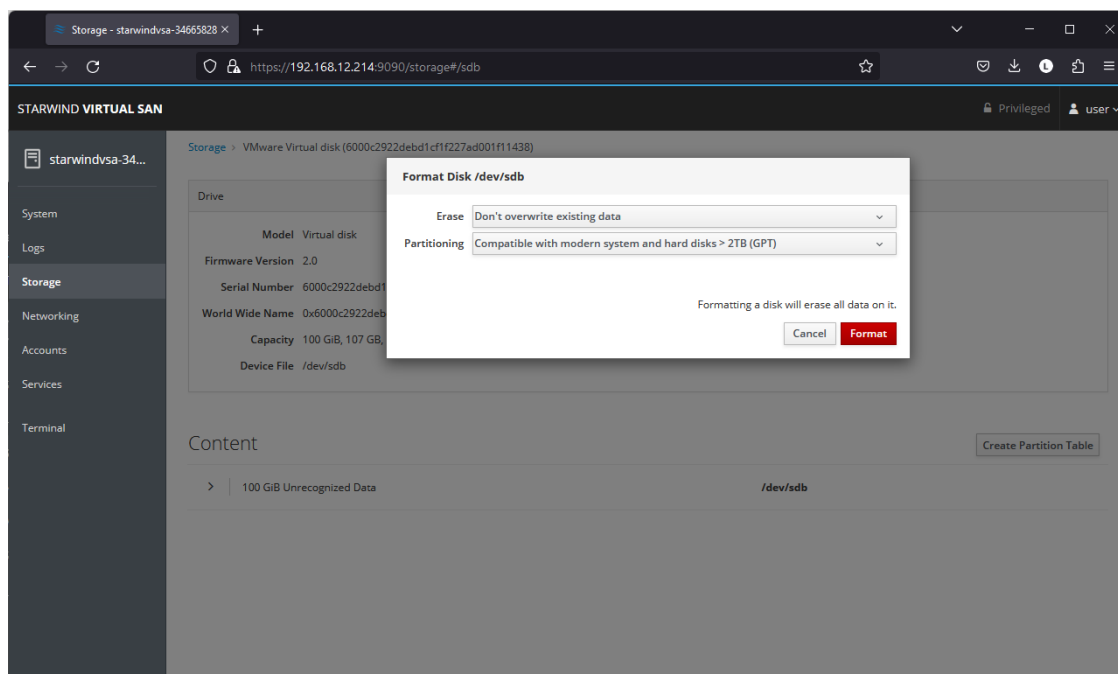 Storage - starwindvsa-34665828
https://192.168.12.214:9090/storage#/sdb
STARWIND VIRTUAL SAN
Privileged
user
starwindvsa-34...
System
Logs
Storage
Networking
Accounts
Services
Terminal
Storage > VMware Virtual disk (6000c2922debd1cf1f227ad001f11438)
Drive
Model Virtual disk
Firmware Version 2.0
Serial Number 6000c2922debd1
World Wide Name 0x6000c2922deb
Capacity 100 GiB, 107 GB,
Device File /dev/sdb
Format Disk /dev/sdb
Erase Don't overwrite existing data
Partitioning Compatible with modern system and hard disks > 2TB (GPT)
Formatting a disk will erase all data on it.
Cancel Format
Content
Create Partition Table
100 GiB Unrecognized Data /dev/sdb